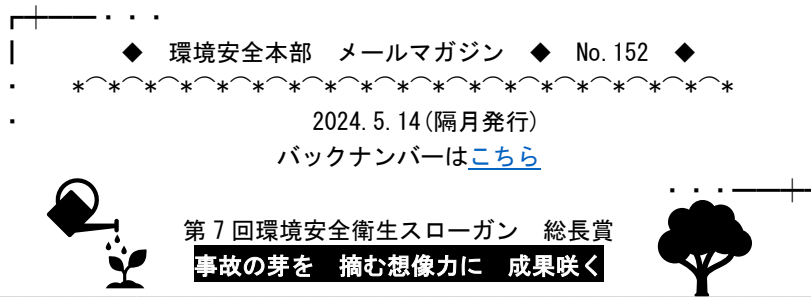 ◆ 環境安全本部 メールマガジン ◆ No.152 ◆
*⌒*⌒*⌒*⌒*⌒*⌒*⌒*⌒*⌒*⌒*⌒*⌒*⌒*⌒*⌒*⌒*⌒*⌒*
2024.5.14(隔月発行)
バックナンバーはこちら
第7回環境安全衛生スローガン 総長賞
事故の芽を 摘む想像力に 成果咲く